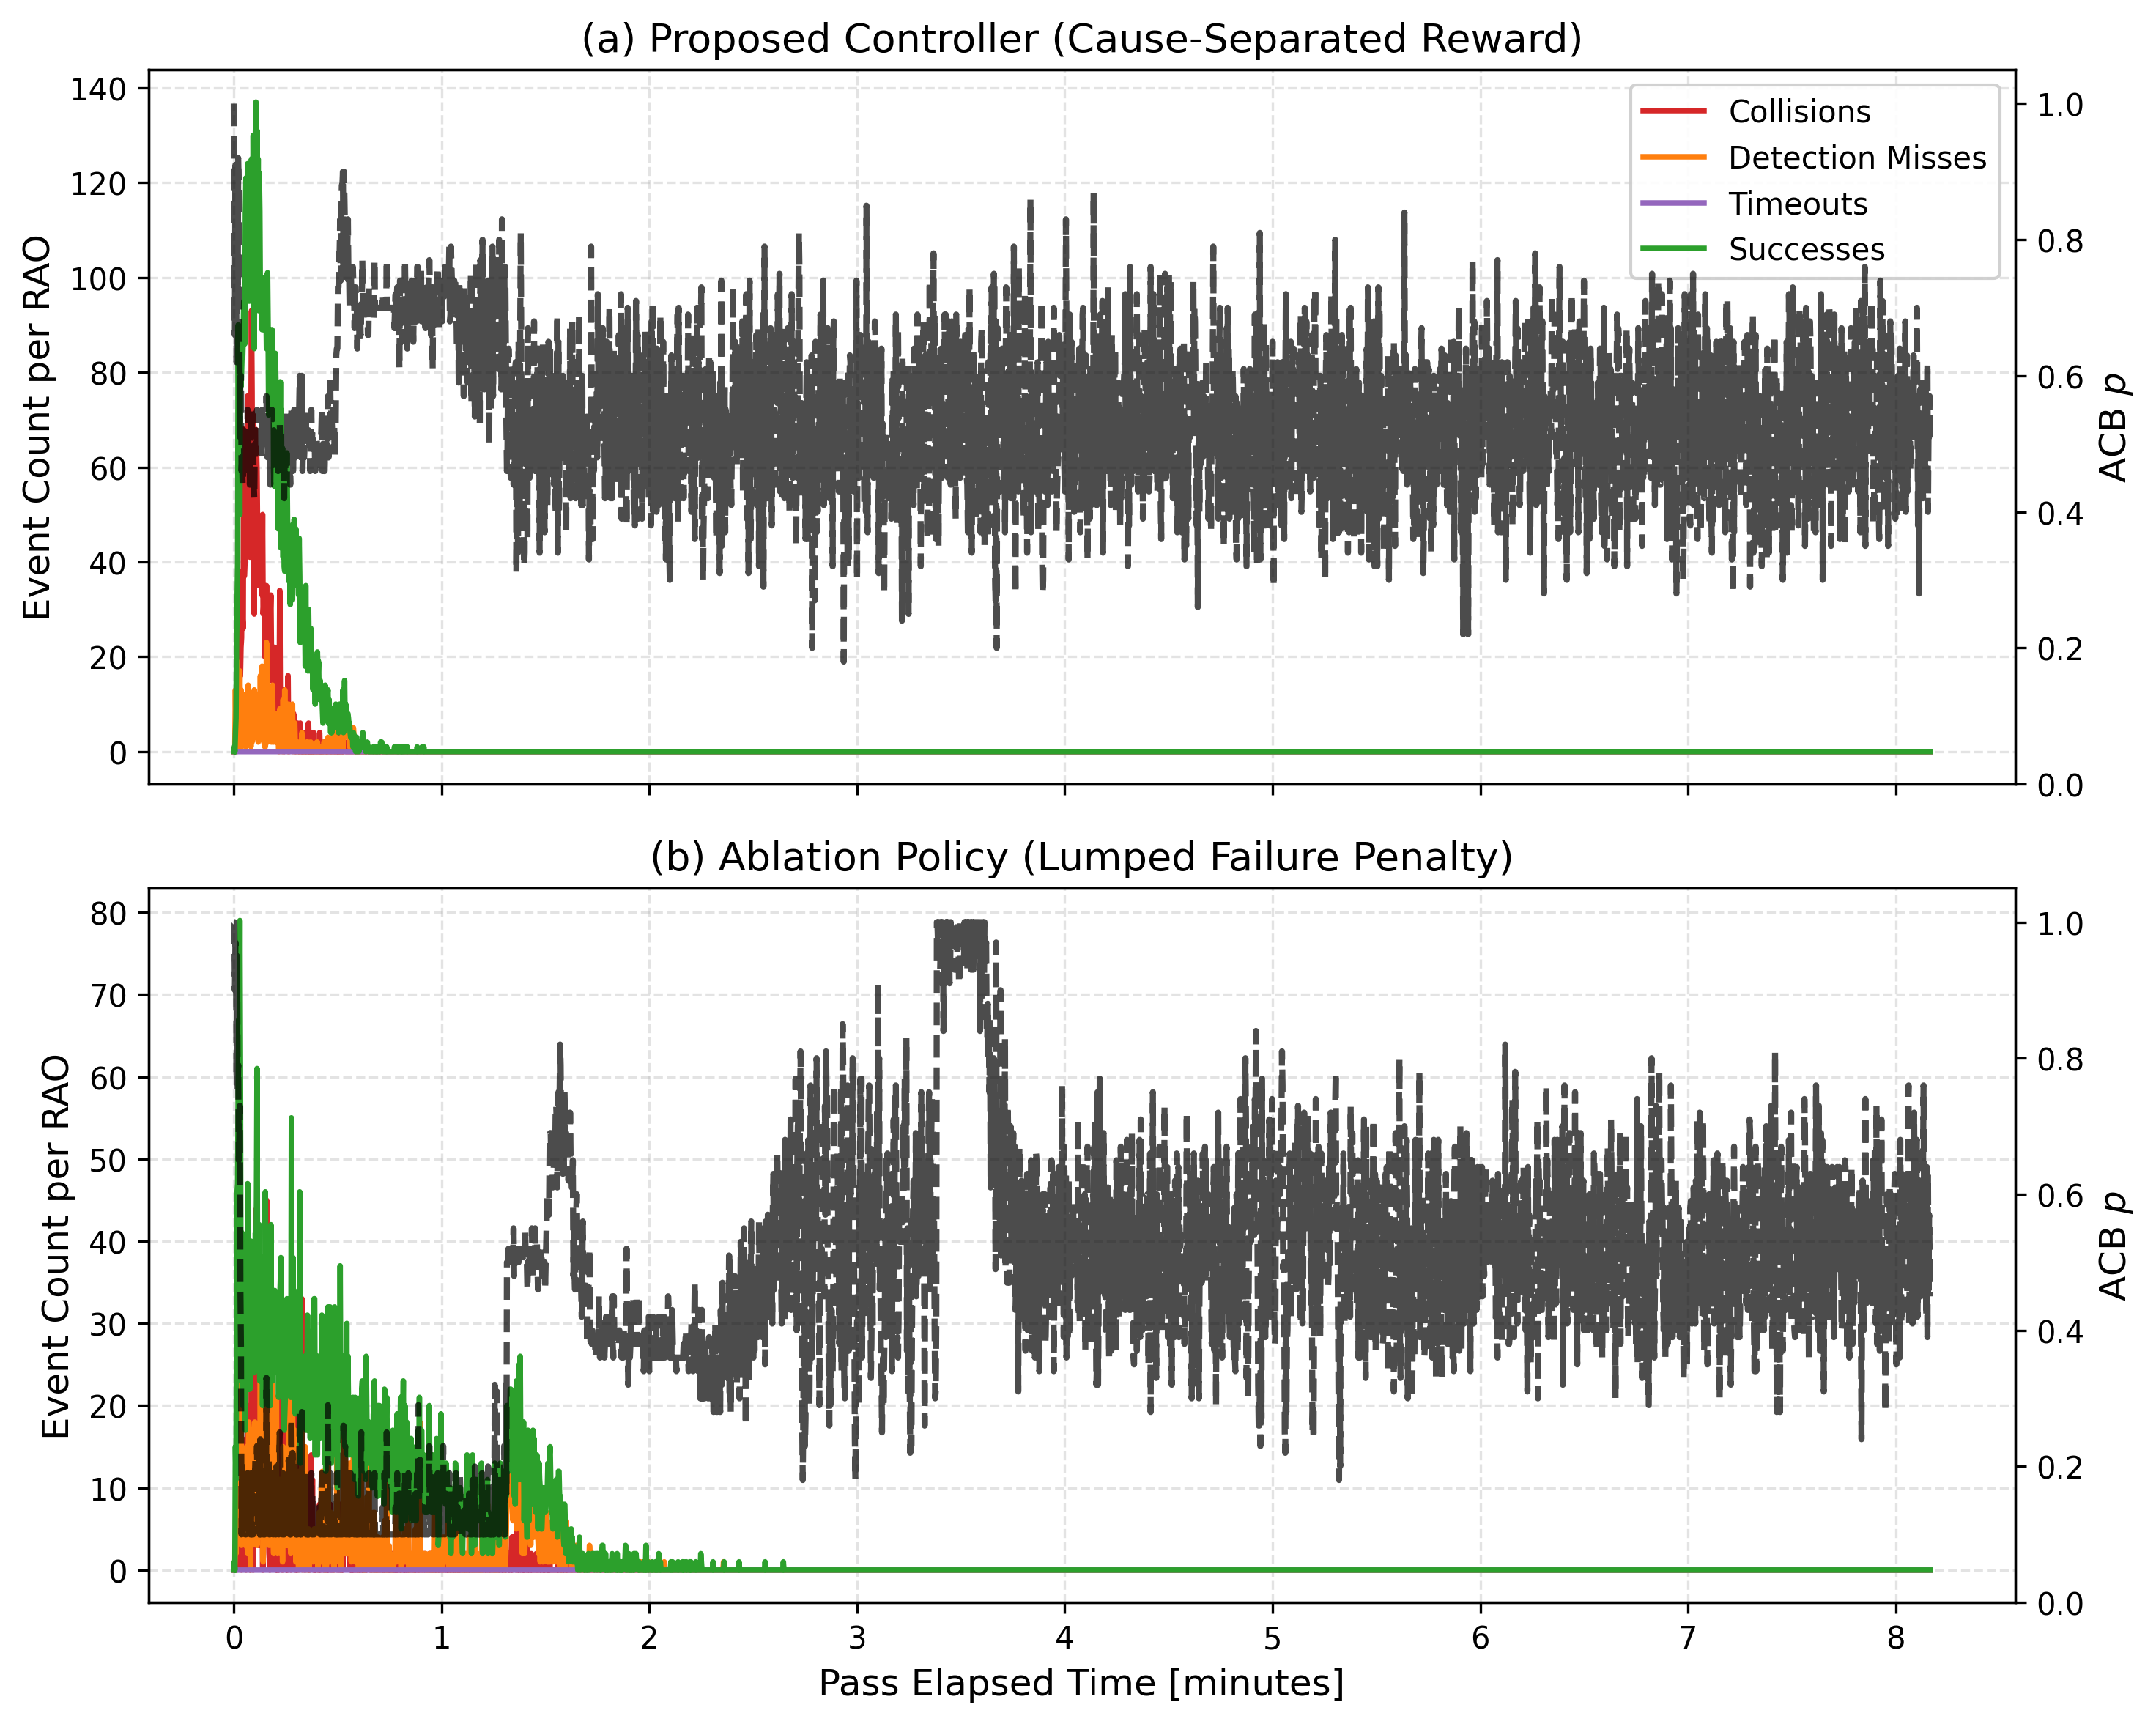 (a) Proposed Controller (Cause-Separated Reward)
140
120
100
80
60
40
20
0
Event Count per RAO
1.0
0.8
0.6
0.4
0.2
0.0
ACB p
Collisions
Detection Misses
Timeouts
Successes
(b) Ablation Policy (Lumped Failure Penalty)
80
70
60
50
40
30
20
10
0
Event Count per RAO
1.0
0.8
0.6
0.4
0.2
0.0
ACB p
0 1 2 3 4 5 6 7 8
Pass Elapsed Time [minutes]